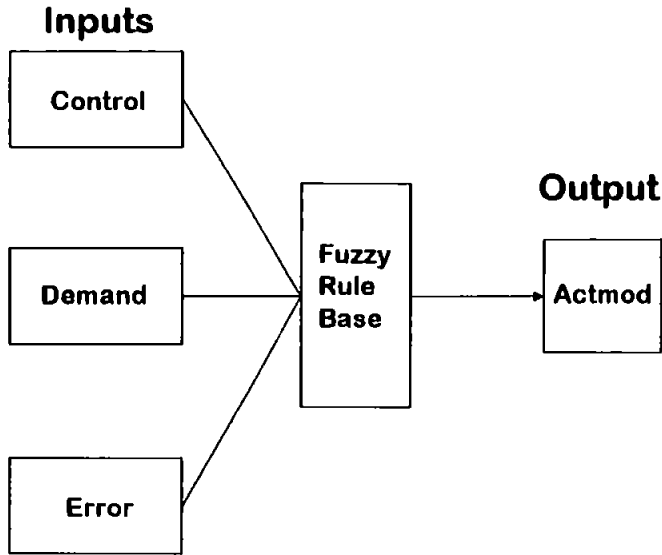 Inputs
Control
Demand
Error
Fuzzy
Rule
Base
Output
Actmod